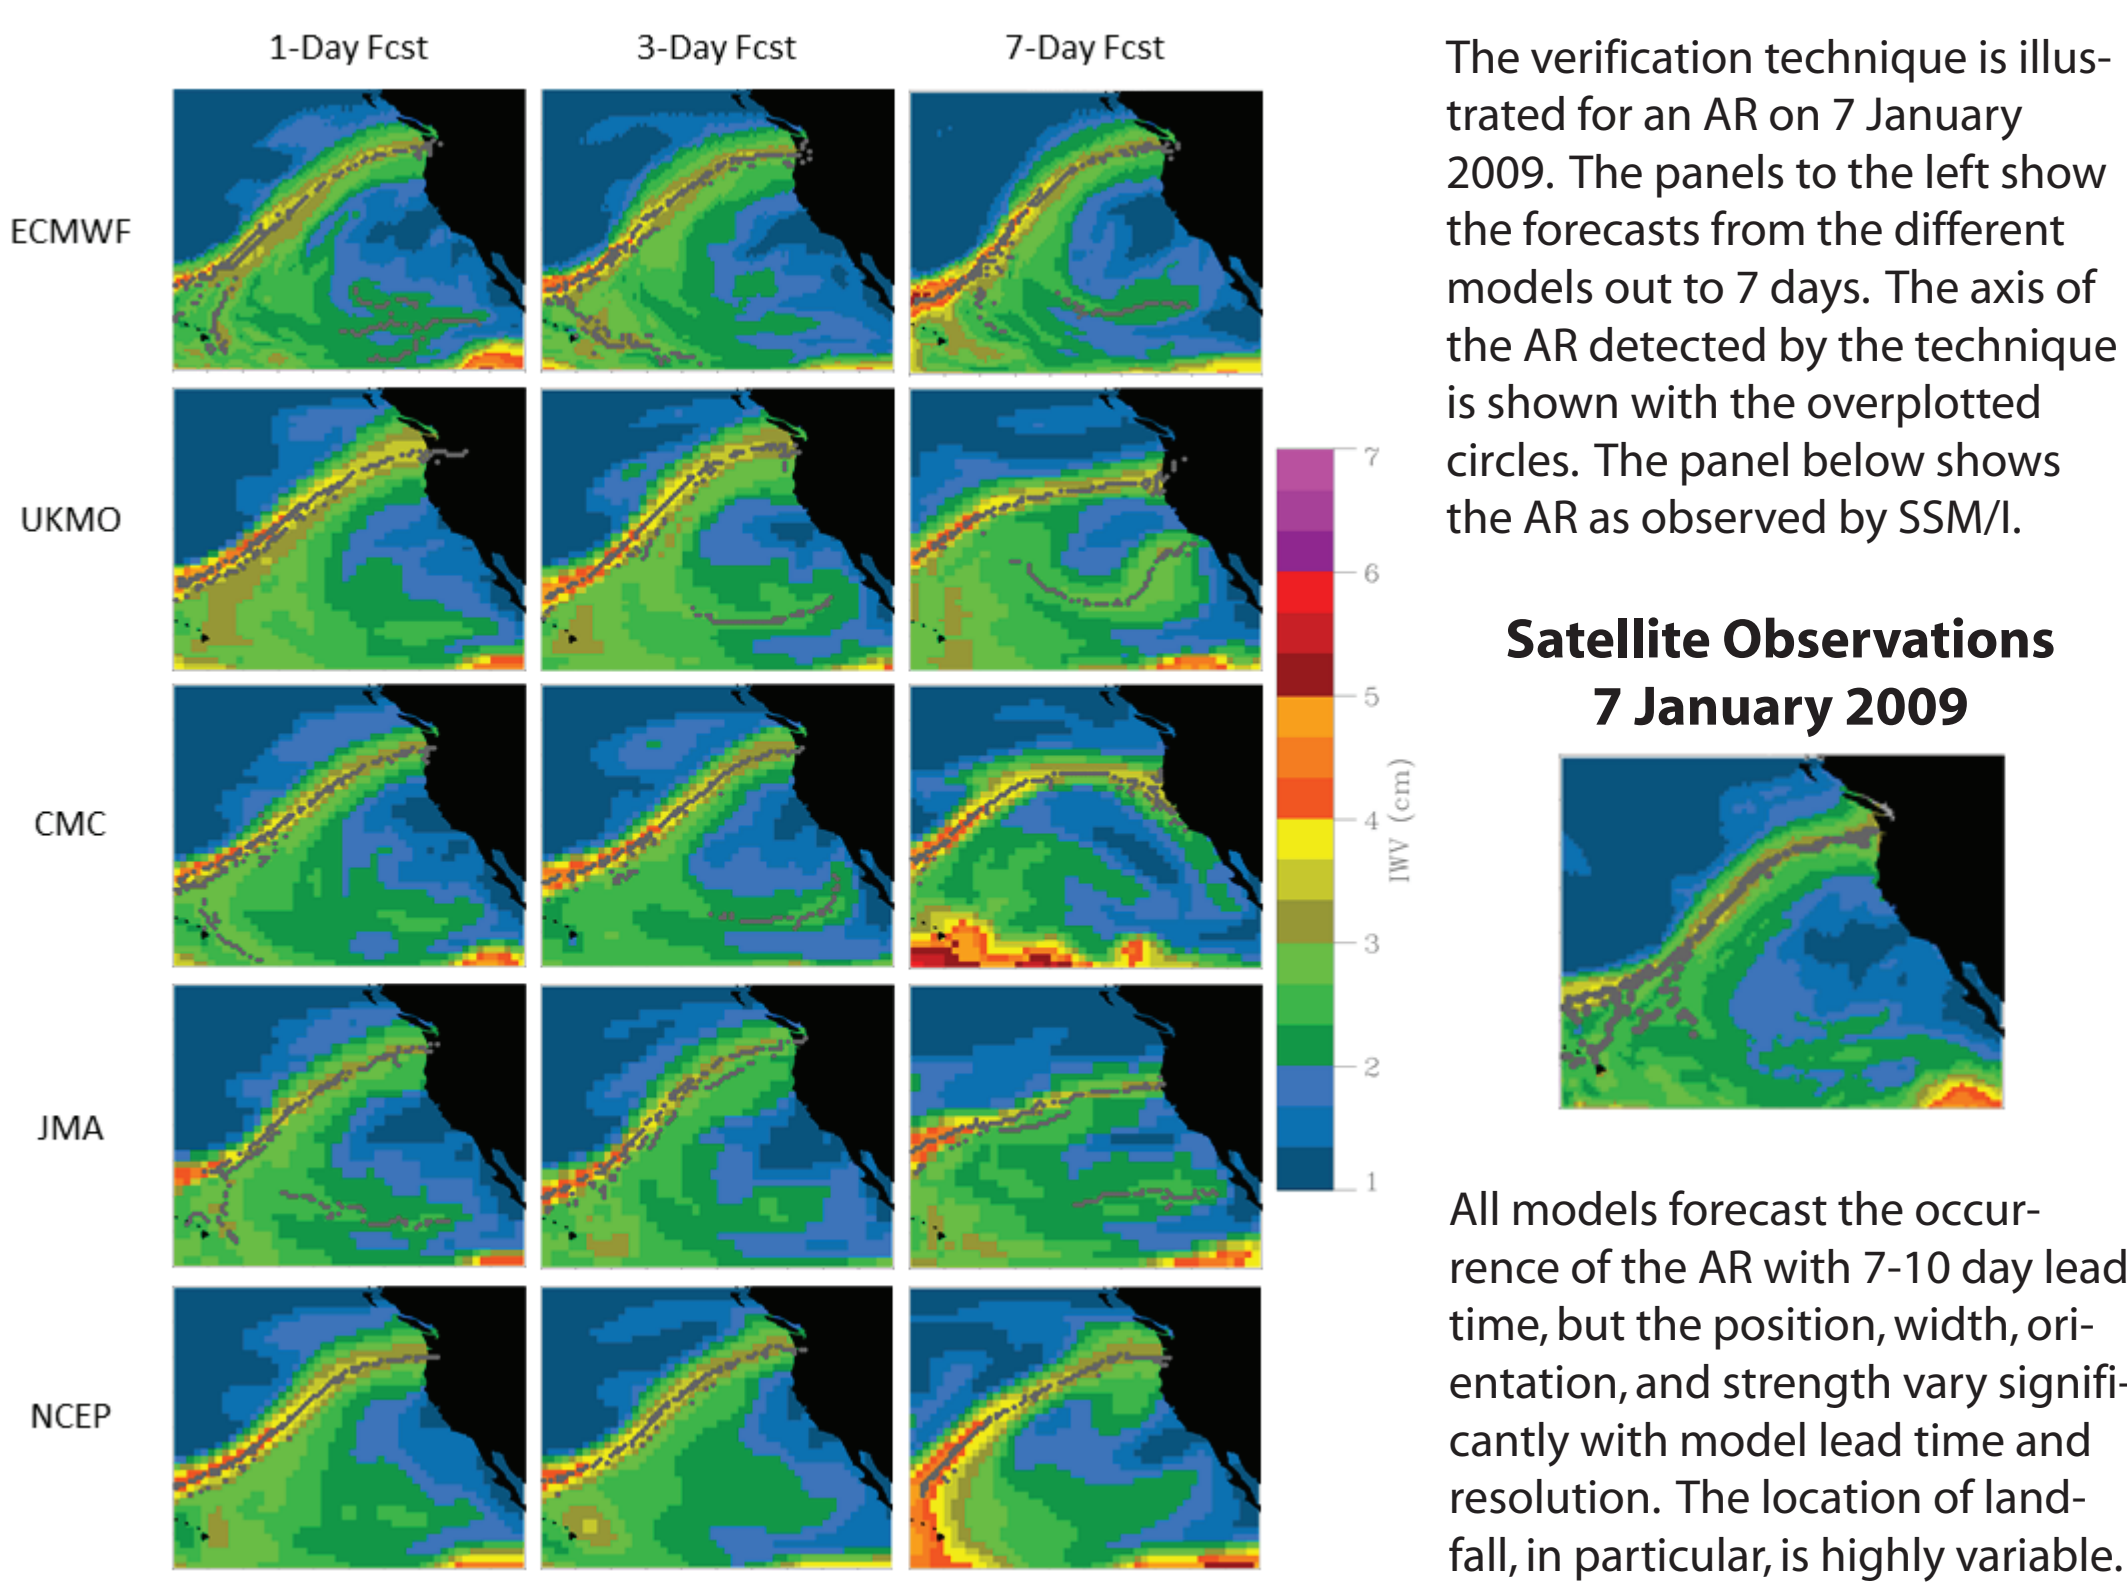 1-Day Fcst
3-Day Fcst
7-Day Fcst
ECMWF
UKMO
CMC
JMA
NCEP
7
6
5
4
3
2
1
IWV (cm)
The verification technique is illus-
trated for an AR on 7 January
2009. The panels to the left show
the forecasts from the different
models out to 7 days. The axis of
the AR detected by the technique
is shown with the overplotted
circles. The panel below shows
the AR as observed by SSM/I.
Satellite Observations
7 January 2009
All models forecast the occur-
rence of the AR with 7-10 day lead
time, but the position, width, ori-
entation, and strength vary signifi-
cantly with model lead time and
resolution. The location of land-
fall, in particular, is highly variable.